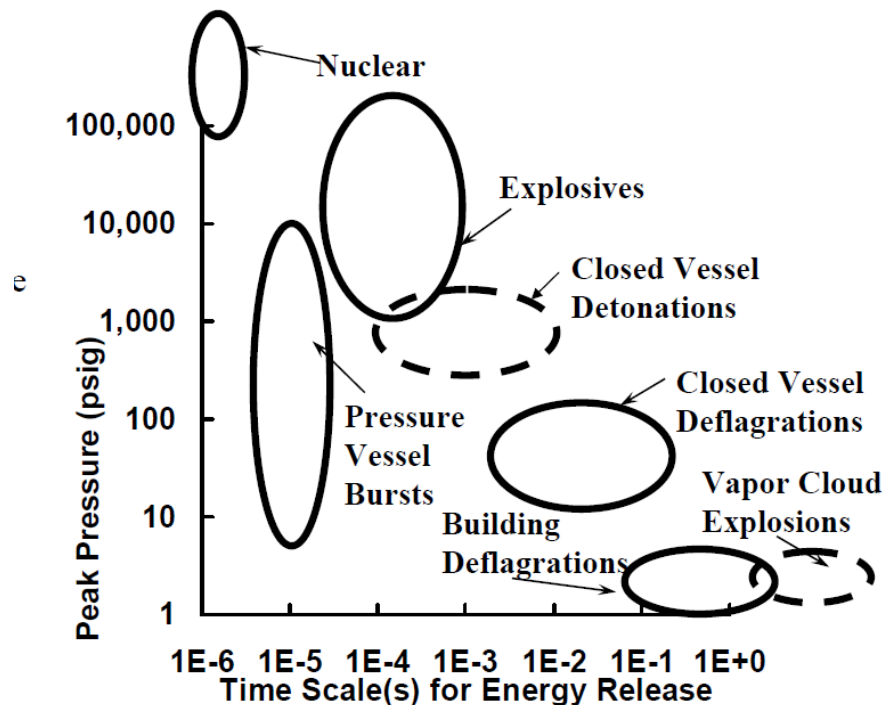 Nuclear
100,000
Explosives
10,000
e
Closed Vessel
Detonations
1,000
Closed Vessel
Deflagrations
100
Pressure
Vessel
Bursts
Vapor Cloud
Explosions
10
Building
Deflagrations
1
Peak Pressure (psig)
1E-6 1E-5 1E-4 1E-3 1E-2 1E-1 1E+0
Time Scale(s) for Energy Release